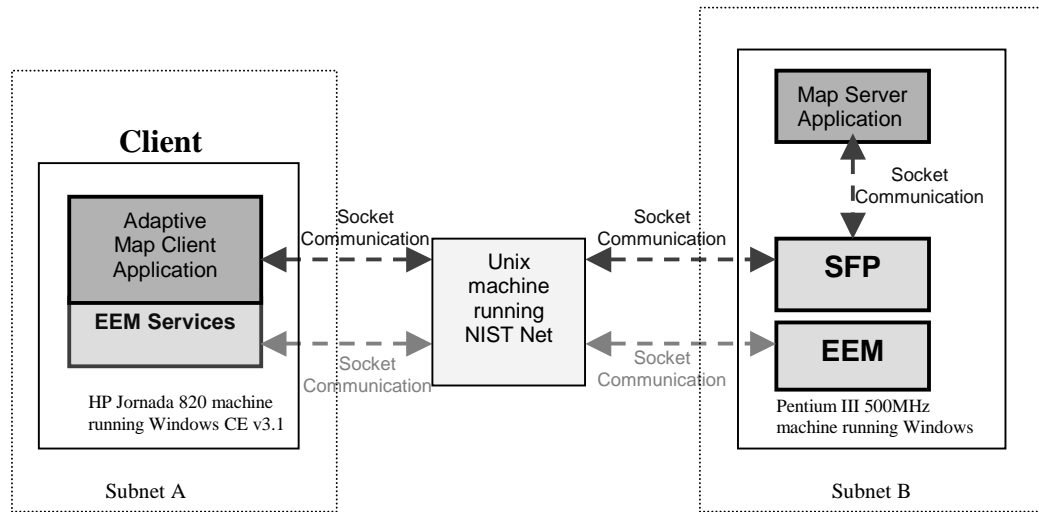 Client
Adaptive
Map Client
Application
EEM Services
HP Jornada 820 machine
running Windows CE v3.1
Subnet A
Socket
Communication
Socket
Communication
Unix
machine
running
NIST Net
Socket
Communication
Socket
Communication
Map Server
Application
Socket
Communication
SFP
EEM
Pentium III 500MHz
machine running Windows
Subnet B